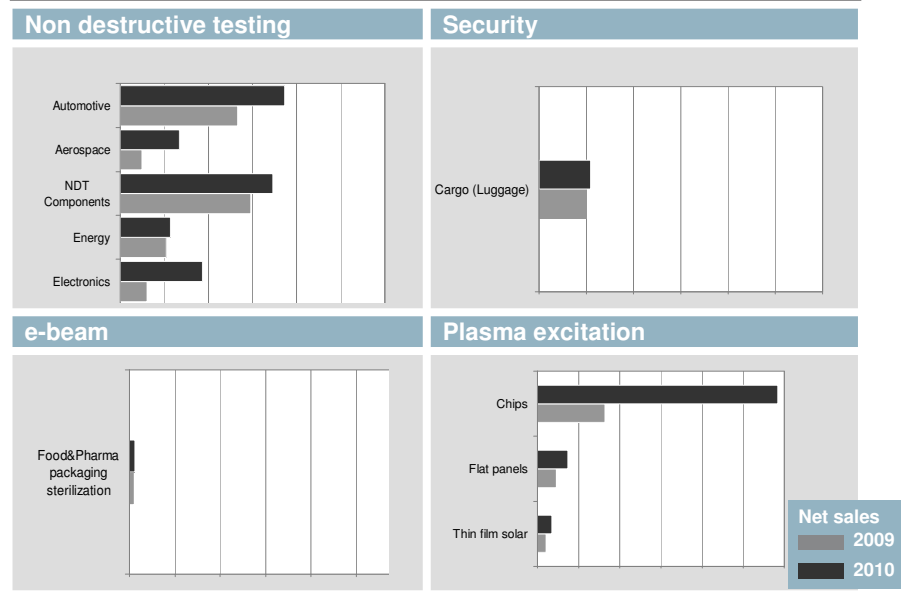 Non destructive testing
Automotive
Aerospace
NDT
Components
Energy
Electronics
Security
Cargo (Luggage)
e-beam
Food&Pharma
packaging
sterilization
Plasma excitation
Chips
Flat panels
Thin film solar
Net sales
2009
2010